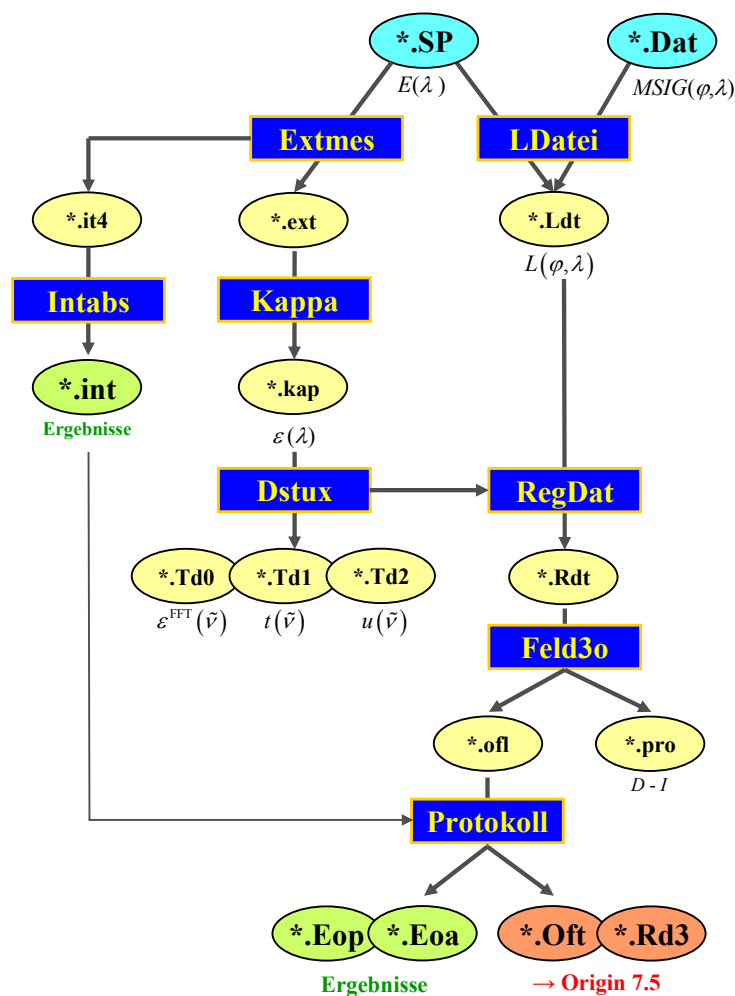 *.SP *.Dat
E(λ) MSIG(φ,λ)
Extmes LDatei
*.it4 *.ext *.Ldt
L(φ,λ)
Intabs Kappa
*.int *.kap
Ergebnisse
ε(λ)
Dstux RegDat
*.Td0 *.Td1 *.Td2 *.Rdt
ε^FFT(ṽ) t(ṽ) u(ṽ)
Feld3o
*.ofl *.pro
D - I
Protokoll
*.Eop *.Eoa *.Oft *.Rd3
Ergebnisse → Origin 7.5